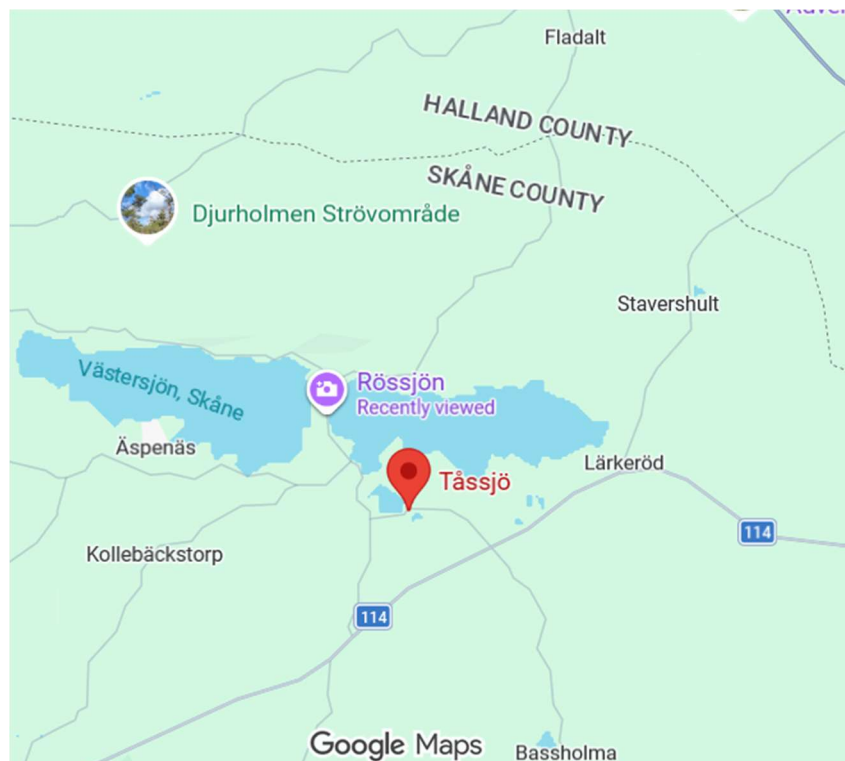 Fladalt
HALLAND COUNTY
SKÅNE COUNTY
Djurholmen Strövområde
Stavershult
Västersjön, Skåne
Rössjön
Recently viewed
Äspenäs
Lärkeröd
Tåssjö
114
Kollebäckstorp
114
Google Maps
Bassholma